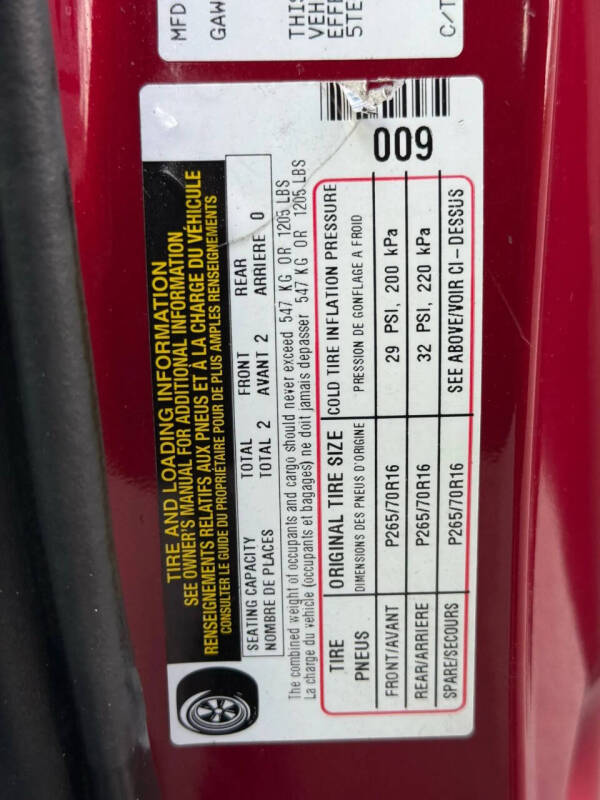 MFD
GAW
THIS
VEH
EFFE
5TE
C/T
009
TIRE AND LOADING INFORMATION
SEE OWNER'S MANUAL FOR ADDITIONAL INFORMATION
RENSEIGNEMENTS RELATIFS AUX PNEUS ET À LA CHARGE DU VÉHICULE
CONSULTER LE GUIDE DU PROPRIÉTAIRE POUR DE PLUS AMPLES RENSEIGNEMENTS
SEATING CAPACITY TOTAL FRONT REAR
NOMBRE DE PLACES TOTAL 2 AVANT 2 ARRIERE 0
The combined weight of occupants and cargo should never exceed 547 KG OR 1205 LBS
La charge du vehicle (occupants et bagages) ne doit jamais depasser 547 KG OR 1205 LBS
TIRE ORIGINAL TIRE SIZE COLD TIRE INFLATION PRESSURE
PNEUS DIMENSIONS DES PNEUS D'ORIGINE PRESSION DE GONFLAGE A FROID
FRONT/AVANT P265/70R16 29 PSI, 200 kPa
REAR/ARRIERE P265/70R16 32 PSI, 220 kPa
SPARE/SECOURS P265/70R16 SEE ABOVE/VOIR CI-DESSUS